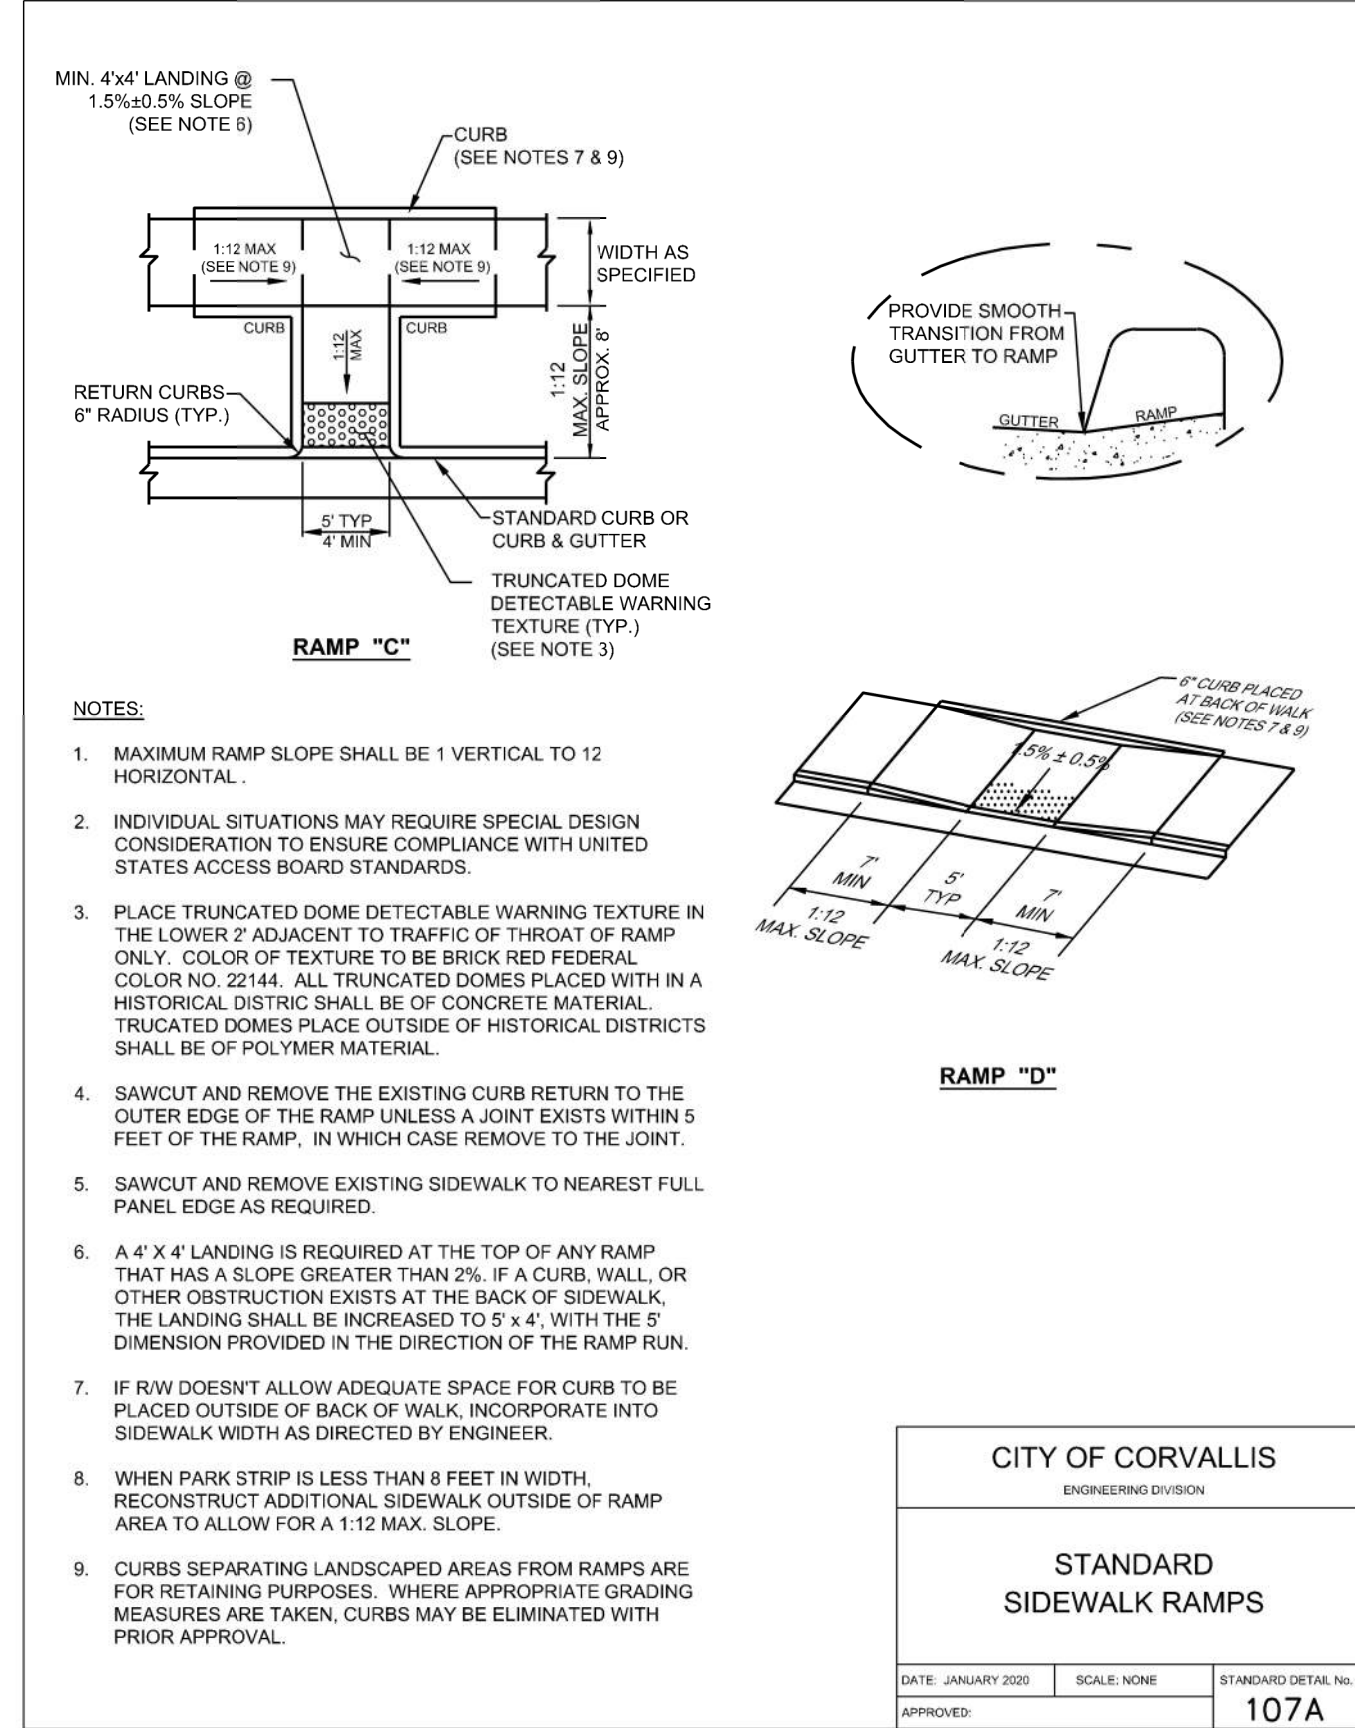 MIN. 4'x4' LANDING @
1.5%±0.5% SLOPE
(SEE NOTE 6)
CURB
(SEE NOTES 7 & 9)
1:12 MAX
(SEE NOTE 9)
1:12 MAX
(SEE NOTE 9)
WIDTH AS
SPECIFIED
CURB
CURB
1:12
MAX
1:12
MAX. SLOPE
APPROX. 8'
RETURN CURBS
6" RADIUS (TYP.)
5' TYP
4' MIN
STANDARD CURB OR
CURB & GUTTER
TRUNCATED DOME
DETECTABLE WARNING
TEXTURE (TYP.)
(SEE NOTE 3)
RAMP "C"
PROVIDE SMOOTH
TRANSITION FROM
GUTTER TO RAMP
GUTTER
RAMP
6" CURB PLACED
AT BACK OF WALK
(SEE NOTES 7 & 9)
1.5% ± 0.5%
7'
MIN
5'
TYP
7'
MIN
1:12
MAX. SLOPE
1:12
MAX. SLOPE
RAMP "D"
NOTES:
1. MAXIMUM RAMP SLOPE SHALL BE 1 VERTICAL TO 12
HORIZONTAL .
2. INDIVIDUAL SITUATIONS MAY REQUIRE SPECIAL DESIGN
CONSIDERATION TO ENSURE COMPLIANCE WITH UNITED
STATES ACCESS BOARD STANDARDS.
3. PLACE TRUNCATED DOME DETECTABLE WARNING TEXTURE IN
THE LOWER 2' ADJACENT TO TRAFFIC OF THROAT OF RAMP
ONLY. COLOR OF TEXTURE TO BE BRICK RED FEDERAL
COLOR NO. 22144. ALL TRUNCATED DOMES PLACED WITH IN A
HISTORICAL DISTRIC SHALL BE OF CONCRETE MATERIAL.
TRUCATED DOMES PLACE OUTSIDE OF HISTORICAL DISTRICTS
SHALL BE OF POLYMER MATERIAL.
4. SAWCUT AND REMOVE THE EXISTING CURB RETURN TO THE
OUTER EDGE OF THE RAMP UNLESS A JOINT EXISTS WITHIN 5
FEET OF THE RAMP, IN WHICH CASE REMOVE TO THE JOINT.
5. SAWCUT AND REMOVE EXISTING SIDEWALK TO NEAREST FULL
PANEL EDGE AS REQUIRED.
6. A 4' X 4' LANDING IS REQUIRED AT THE TOP OF ANY RAMP
THAT HAS A SLOPE GREATER THAN 2%. IF A CURB, WALL, OR
OTHER OBSTRUCTION EXISTS AT THE BACK OF SIDEWALK,
THE LANDING SHALL BE INCREASED TO 5' x 4', WITH THE 5'
DIMENSION PROVIDED IN THE DIRECTION OF THE RAMP RUN.
7. IF R/W DOESN'T ALLOW ADEQUATE SPACE FOR CURB TO BE
PLACED OUTSIDE OF BACK OF WALK, INCORPORATE INTO
SIDEWALK WIDTH AS DIRECTED BY ENGINEER.
8. WHEN PARK STRIP IS LESS THAN 8 FEET IN WIDTH,
RECONSTRUCT ADDITIONAL SIDEWALK OUTSIDE OF RAMP
AREA TO ALLOW FOR A 1:12 MAX. SLOPE.
9. CURBS SEPARATING LANDSCAPED AREAS FROM RAMPS ARE
FOR RETAINING PURPOSES. WHERE APPROPRIATE GRADING
MEASURES ARE TAKEN, CURBS MAY BE ELIMINATED WITH
PRIOR APPROVAL.
CITY OF CORVALLIS
ENGINEERING DIVISION
STANDARD
SIDEWALK RAMPS
DATE: JANUARY 2020
SCALE: NONE
STANDARD DETAIL No.
107A
APPROVED: